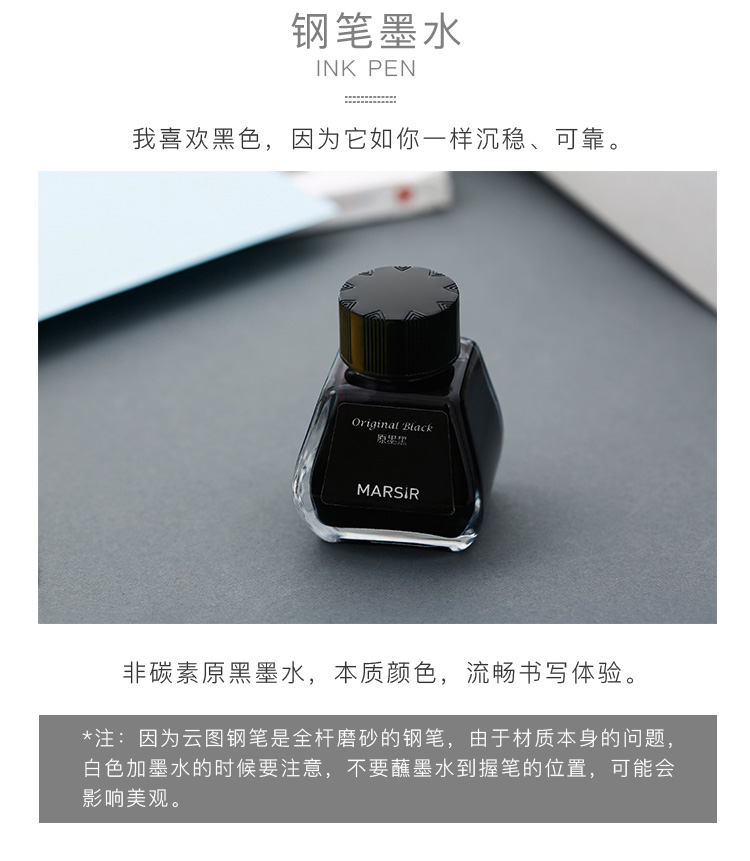 钢笔墨水
INK PEN
我喜欢黑色，因为它如你一样沉稳、可靠。
Original Black
原墨黑
MARSiR
非碳素原黑墨水，本质颜色，流畅书写体验。
*注：因为云图钢笔是全杆磨砂的钢笔，由于材质本身的问题，
白色加墨水的时候要注意，不要蘸墨水到握笔的位置，可能会
影响美观。